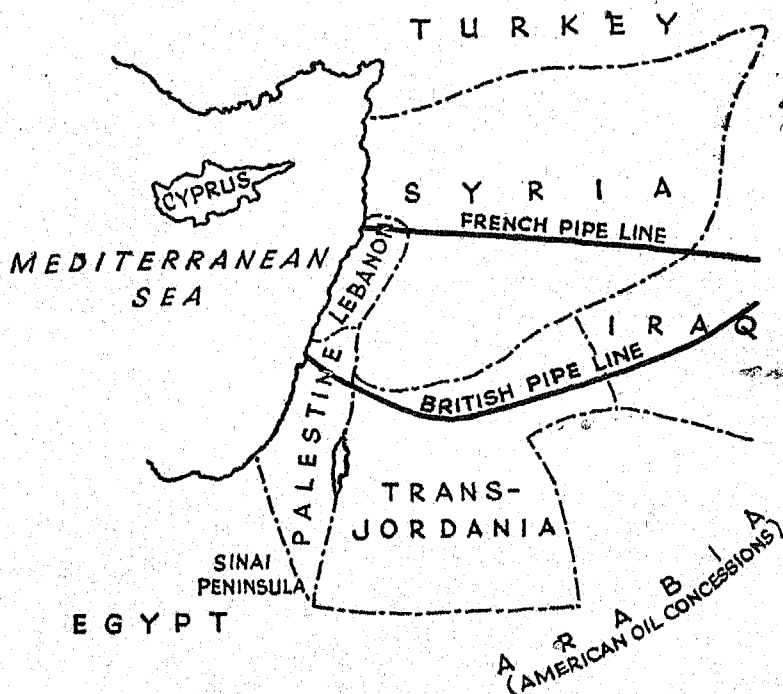 TURKEY
CYPRUS
SYRIA
FRENCH PIPE LINE
MEDITERRANEAN
SEA
LEBANON
IRAQ
BRITISH PIPE LINE
PALESTINE
TRANS-
JORDANIA
SINAI
PENINSULA
EGYPT
ARABIA
(AMERICAN OIL CONCESSIONS)